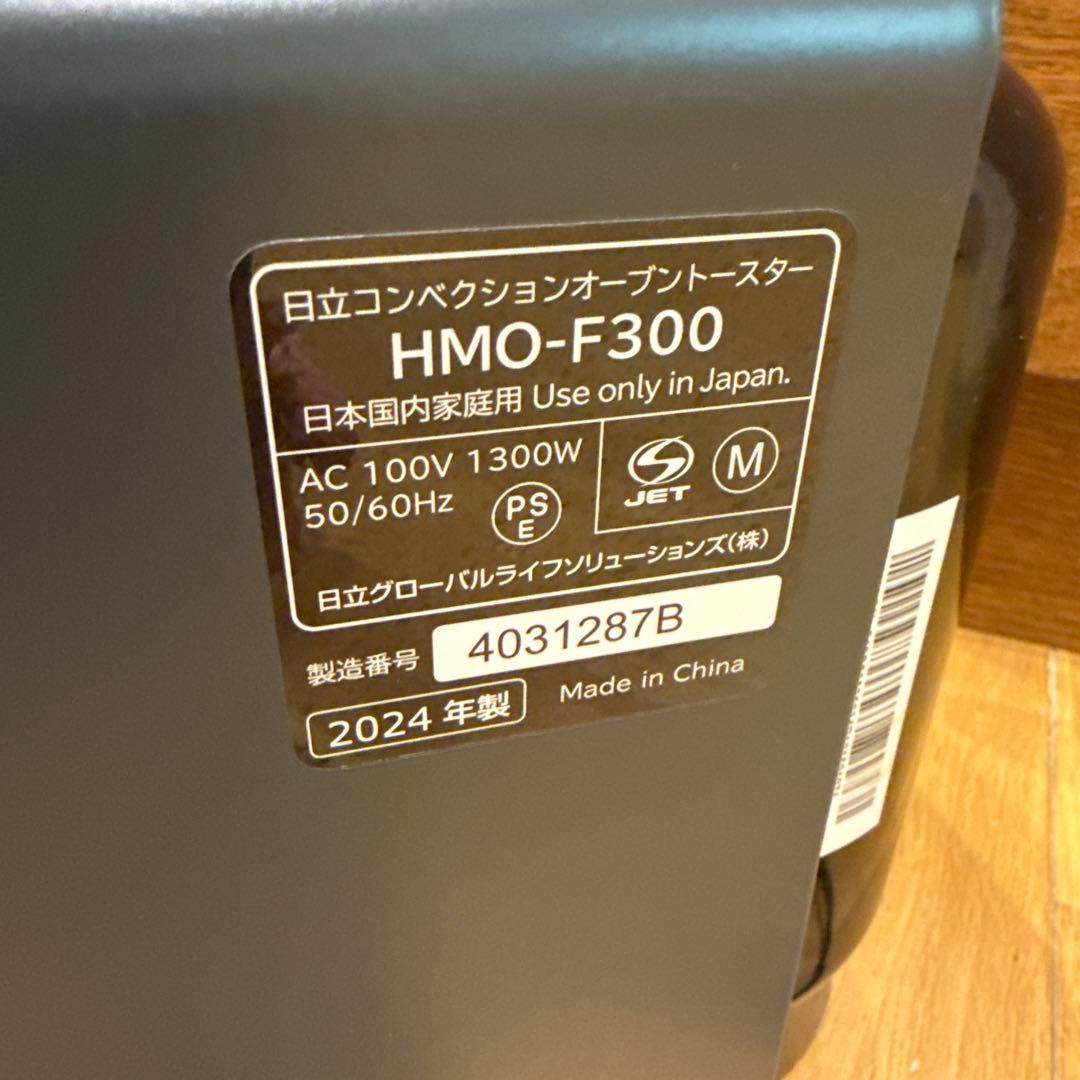 日立コンベクションオーブントースター
HMO-F300
日本国内家庭用 Use only in Japan.
AC 100V 1300W
50/60Hz
PS
E
JET
M
日立グローバルライフソリューションズ(株)
製造番号 4031287B
2024 年製
Made in China